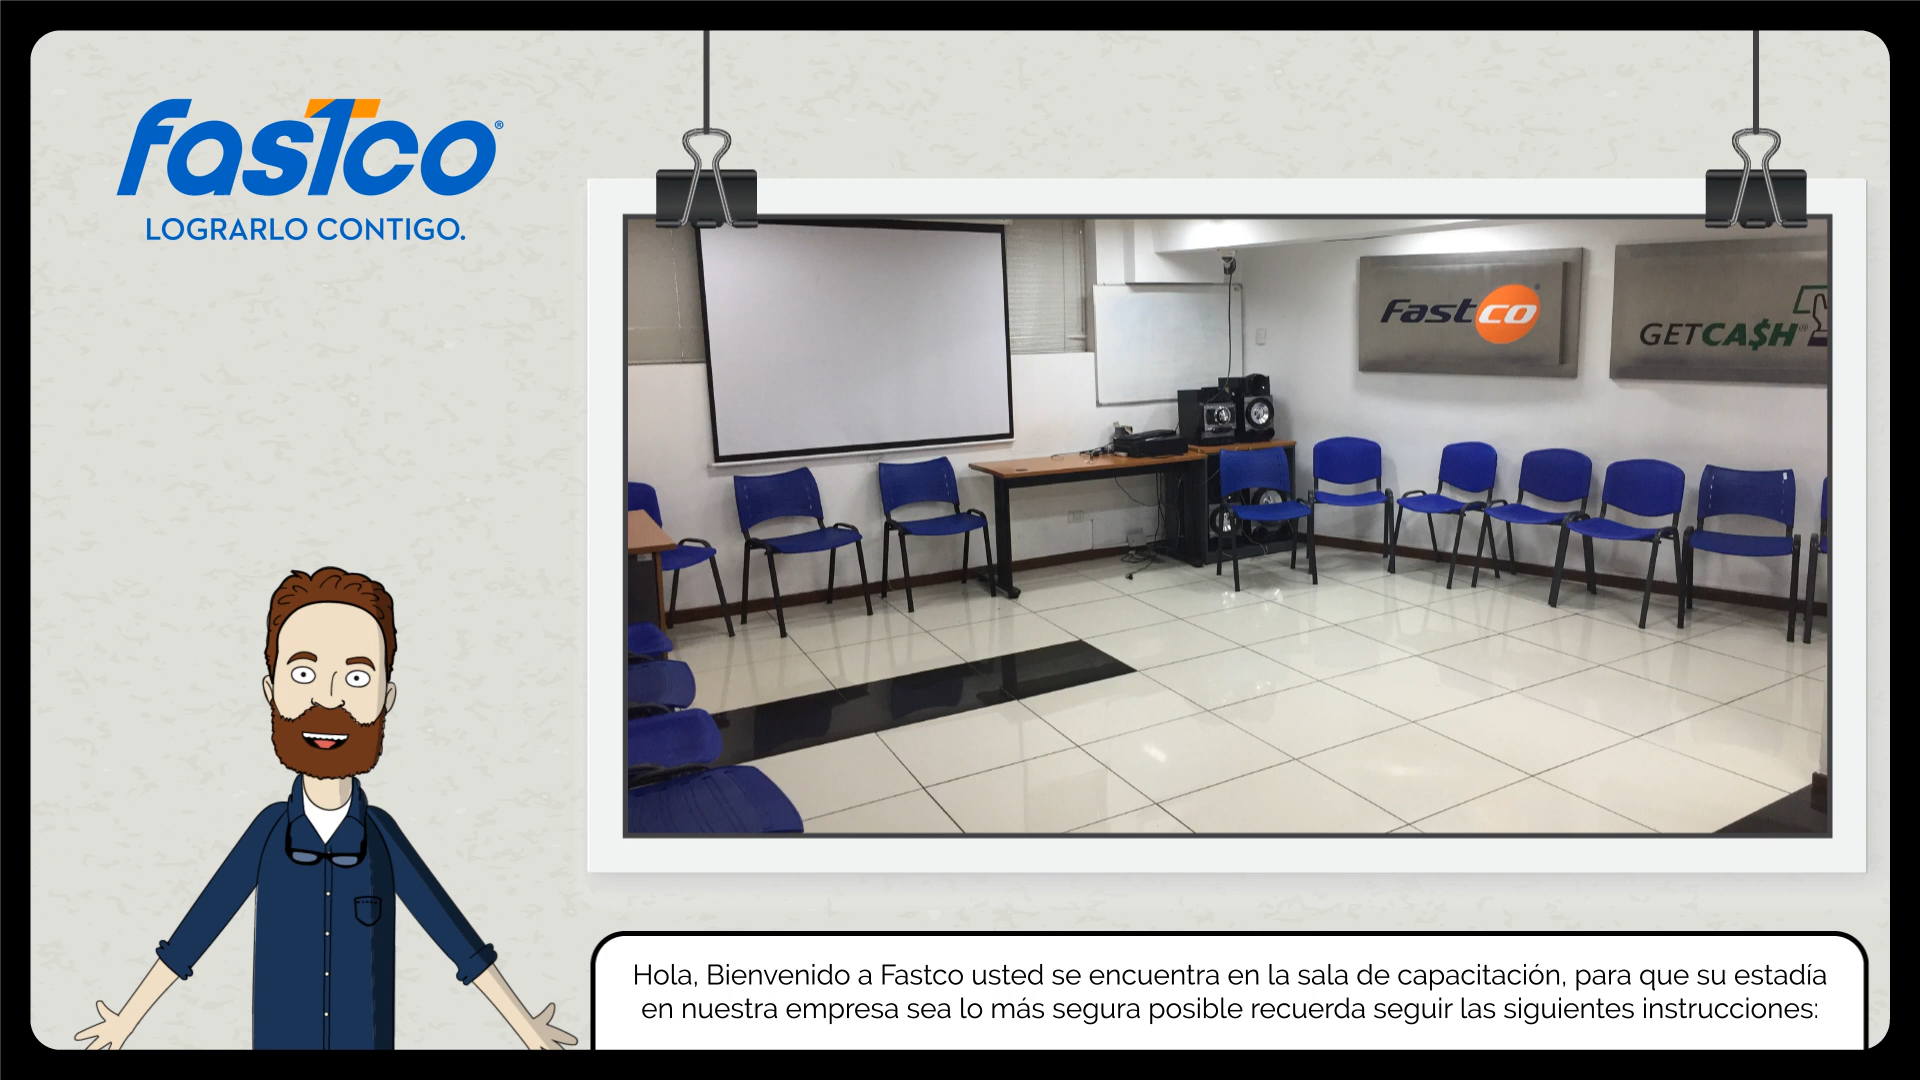 fastco®
LOGRARLO CONTIGO.
Fastco
GETCA$H
Hola, Bienvenido a Fastco usted se encuentra en la sala de capacitación, para que su estadía
en nuestra empresa sea lo más segura posible recuerda seguir las siguientes instrucciones: